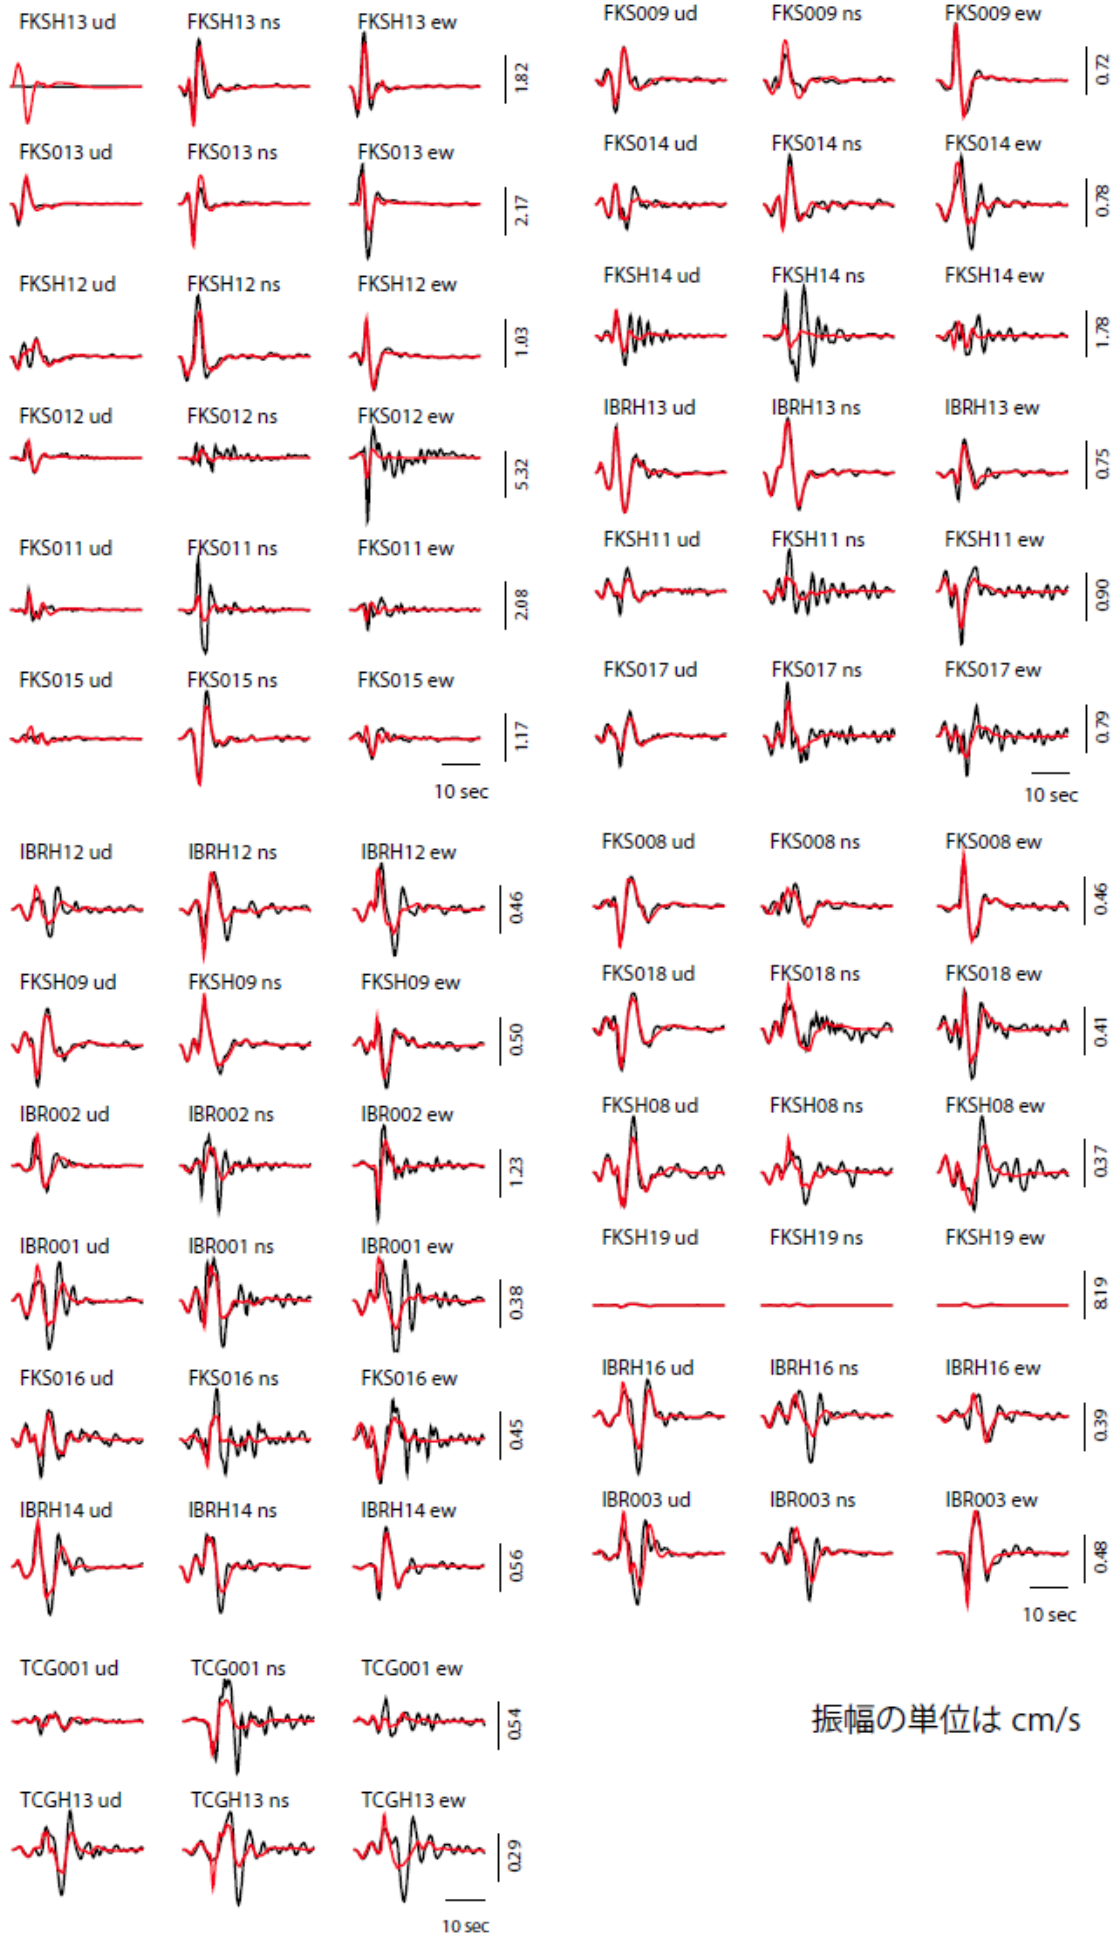 FKSH13 ud FKSH13 ns FKSH13 ew 1.82
FKS013 ud FKS013 ns FKS013 ew 2.17
FKSH12 ud FKSH12 ns FKSH12 ew 1.03
FKS012 ud FKS012 ns FKS012 ew 5.32
FKS011 ud FKS011 ns FKS011 ew 2.08
FKS015 ud FKS015 ns FKS015 ew 1.17
10 sec
FKS009 ud FKS009 ns FKS009 ew 0.72
FKS014 ud FKS014 ns FKS014 ew 0.78
FKSH14 ud FKSH14 ns FKSH14 ew 1.78
IBRH13 ud IBRH13 ns IBRH13 ew 0.75
FKSH11 ud FKSH11 ns FKSH11 ew 0.90
FKS017 ud FKS017 ns FKS017 ew 0.79
10 sec
IBRH12 ud IBRH12 ns IBRH12 ew 0.46
FKSH09 ud FKSH09 ns FKSH09 ew 0.50
IBR002 ud IBR002 ns IBR002 ew 1.23
IBR001 ud IBR001 ns IBR001 ew 0.38
FKS016 ud FKS016 ns FKS016 ew 0.45
IBRH14 ud IBRH14 ns IBRH14 ew 0.56
TCG001 ud TCG001 ns TCG001 ew 0.54
TCGH13 ud TCGH13 ns TCGH13 ew 0.29
10 sec
FKS008 ud FKS008 ns FKS008 ew 0.46
FKS018 ud FKS018 ns FKS018 ew 0.41
FKSH08 ud FKSH08 ns FKSH08 ew 0.37
FKSH19 ud FKSH19 ns FKSH19 ew 8.19
IBRH16 ud IBRH16 ns IBRH16 ew 0.39
IBR003 ud IBR003 ns IBR003 ew 0.48
10 sec
振幅の単位は cm/s